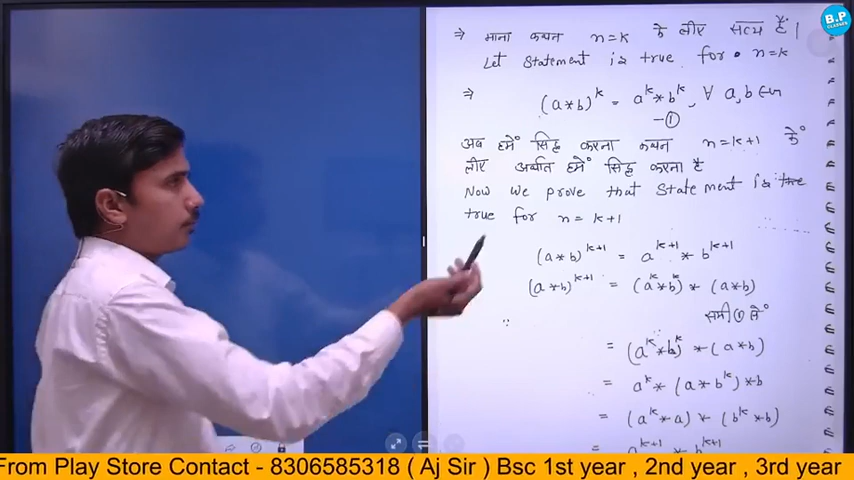 B.P
CLASSES
⇒ माना कथन n=k के लीए सत्य है |
Let Statement is true for n=k
⇒ (a*b)^k = a^k*b^k, ∀ a,b∈G
—①
अब हमें सिद्ध करना कथन n=k+1 के
लीए अर्थात हमें सिद्ध करना है
Now we prove that Statement is the
true for n = k+1
(a*b)^k+1 = a^k+1 * b^k+1
(a*b)^k+1 = (a^k*b^k) * (a*b)
समी① से
= (a^k*b^k) *(a*b)
= a^k * (a*b^k)*b
= (a^k*a) * (b^k*b)
= a^k+1 * b^k+1
From Play Store Contact - 8306585318 ( Aj Sir ) Bsc 1st year , 2nd year , 3rd year